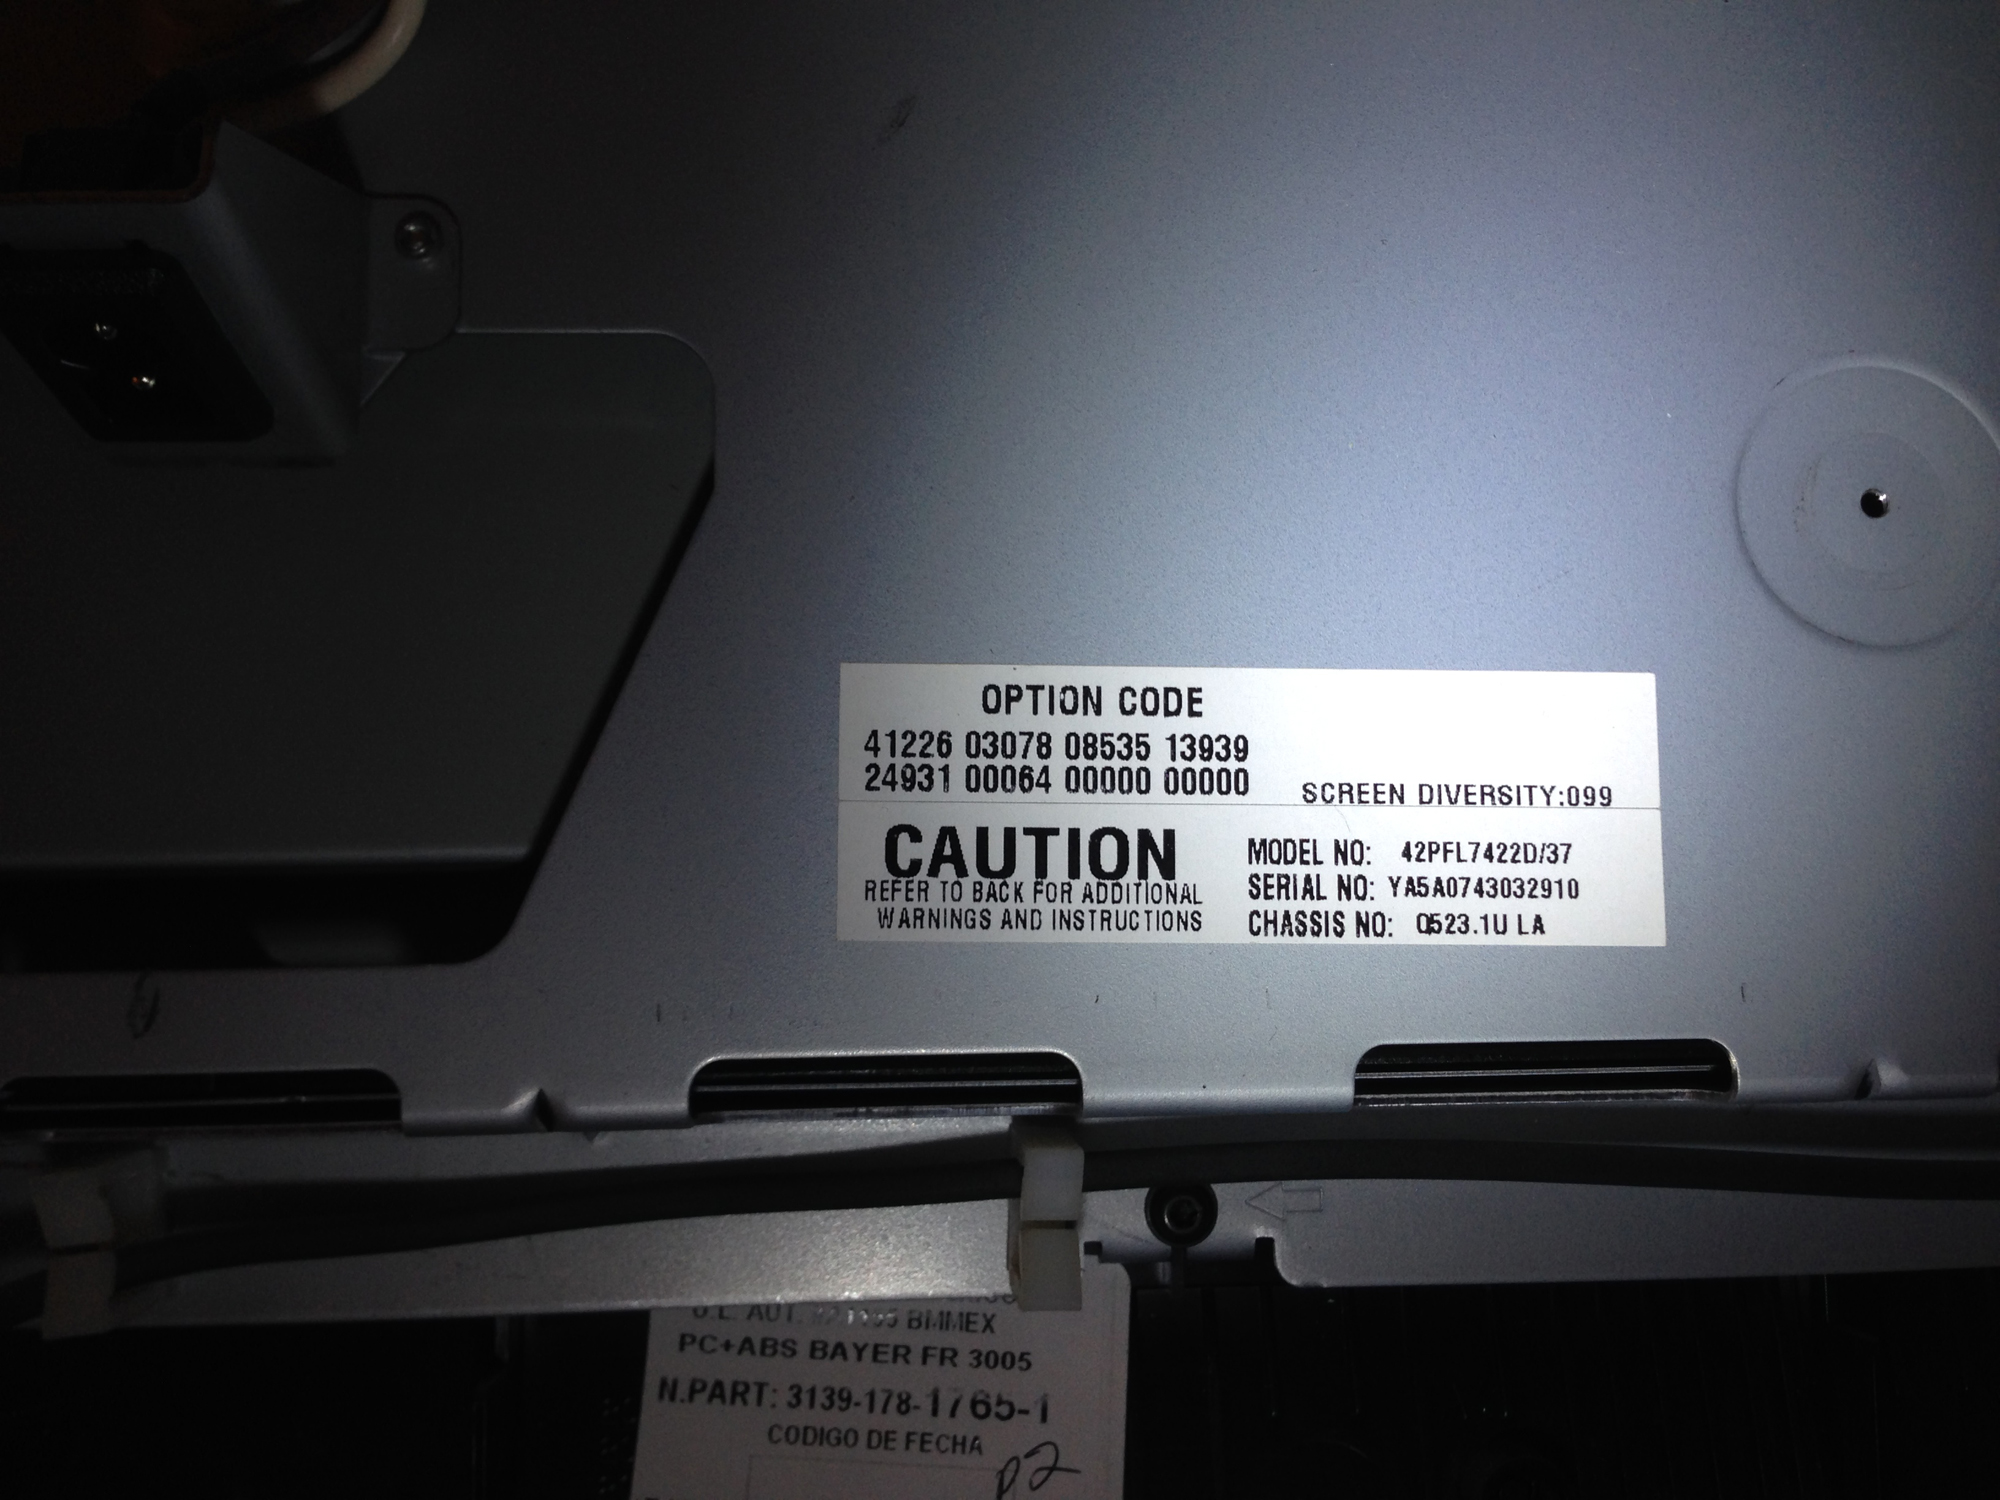 OPTION CODE
41226 03078 08535 13939
24931 00064 00000 00000
SCREEN DIVERSITY:099
CAUTION
REFER TO BACK FOR ADDITIONAL
WARNINGS AND INSTRUCTIONS
MODEL NO: 42PFL7422D/37
SERIAL NO: YA5A0743032910
CHASSIS NO: Q523.1U LA
U.L. AUT. BMMEX
PC+ABS BAYER FR 3005
N.PART: 3139-178-1765-1
CODIGO DE FECHA